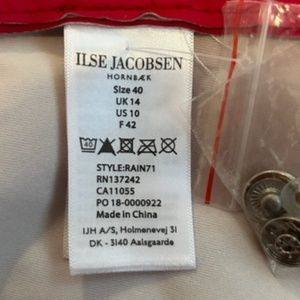 ILSE JACOBSEN
HORNBÆK
Size 40
UK 14
US 10
F 42
40
STYLE:RAIN71
RN137242
CA11055
PO 18-0000922
Made in China
IJH A/S, Holmenevej 31
DK - 3140 Aalsgaarde